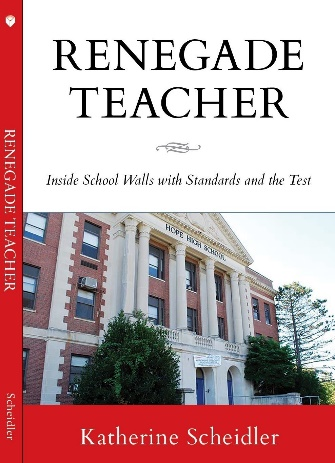 RENEGADE
TEACHER
Inside School Walls with Standards and the Test
HOPE HIGH SCHOOL
Katherine Scheidler
RENEGADE TEACHER
Scheidler